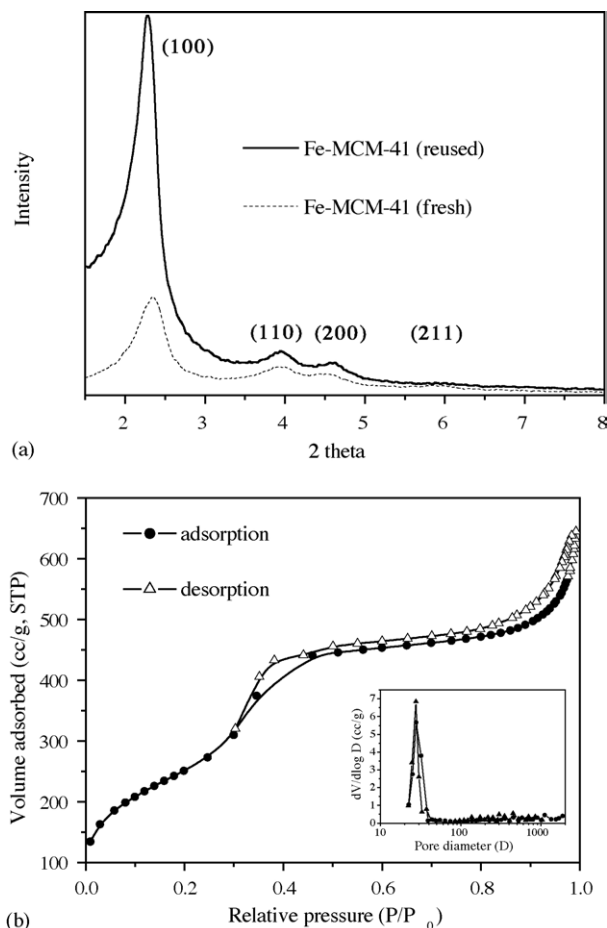 (100)
Fe-MCM-41 (reused)
Fe-MCM-41 (fresh)
(110) (200) (211)
Intensity
2 3 4 5 6 7 8
(a)
2 theta
700
600
500
400
300
200
100
adsorption
desorption
Volume adsorbed (cc/g, STP)
7
6
5
4
3
2
1
0
dV/dlog D (cc/g)
10 100 1000
Pore diameter (D)
0.0 0.2 0.4 0.6 0.8 1.0
(b)
Relative pressure (P/P 0)